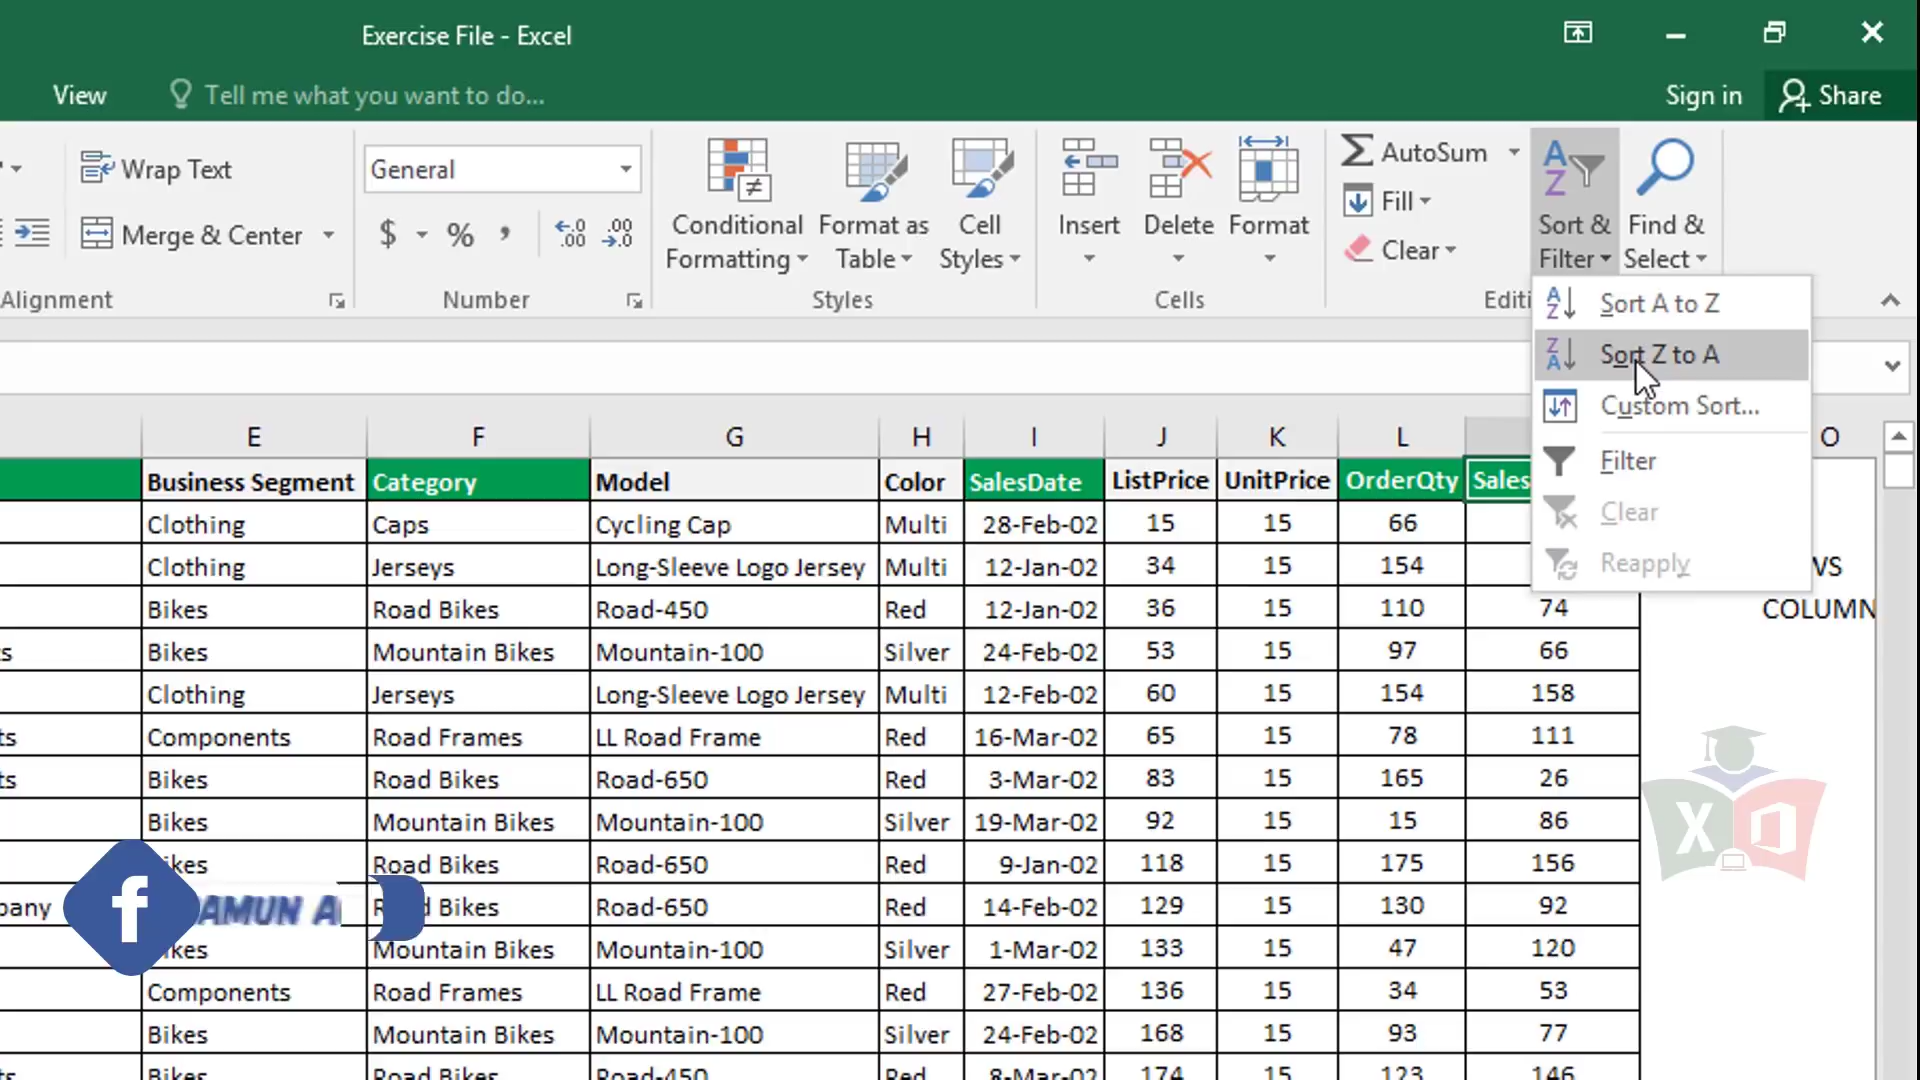 Exercise File - Excel
View Tell me what you want to do... Sign in Share
Wrap Text General AutoSum
Fill
Merge & Center $ % , Conditional Formatting Format as Table Cell Styles Insert Delete Format Clear Sort & Filter Find & Select
Alignment Number Styles Cells
Sort A to Z
Sort Z to A
Custom Sort...
Filter
Clear
Reapply
E F G H I J K L O
Business Segment Category Model Color SalesDate ListPrice UnitPrice OrderQty Sales
Clothing Caps Cycling Cap Multi 28-Feb-02 15 15 66
Clothing Jerseys Long-Sleeve Logo Jersey Multi 12-Jan-02 34 15 154
Bikes Road Bikes Road-450 Red 12-Jan-02 36 15 110 74 COLUMN
Bikes Mountain Bikes Mountain-100 Silver 24-Feb-02 53 15 97 66
Clothing Jerseys Long-Sleeve Logo Jersey Multi 12-Feb-02 60 15 154 158
Components Road Frames LL Road Frame Red 16-Mar-02 65 15 78 111
Bikes Road Bikes Road-650 Red 3-Mar-02 83 15 165 26
Bikes Mountain Bikes Mountain-100 Silver 19-Mar-02 92 15 15 86
Road Bikes Road-650 Red 9-Jan-02 118 15 175 156
Bikes Road-650 Red 14-Feb-02 129 15 130 92
Mountain Bikes Mountain-100 Silver 1-Mar-02 133 15 47 120
Components Road Frames LL Road Frame Red 27-Feb-02 136 15 34 53
Bikes Mountain Bikes Mountain-100 Silver 24-Feb-02 168 15 93 77
Bikes Road Bikes Road-450 Red 8-Mar-02 174 15 123 146